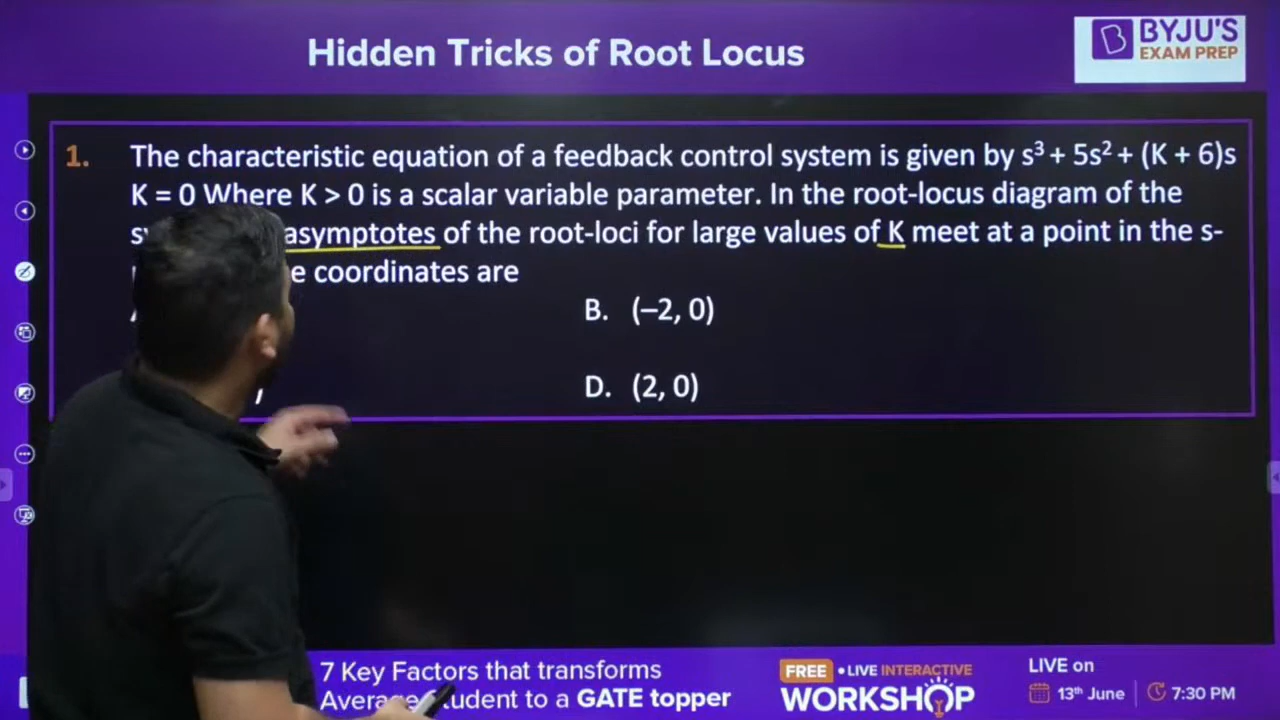 Hidden Tricks of Root Locus
BYJU'S
EXAM PREP
1. The characteristic equation of a feedback control system is given by s³ + 5s² + (K + 6)s
K = 0 Where K > 0 is a scalar variable parameter. In the root-locus diagram of the
asymptotes of the root-loci for large values of K meet at a point in the s-
coordinates are
B. (–2, 0)
D. (2, 0)
7 Key Factors that transforms
Average Student to a GATE topper
FREE • LIVE INTERACTIVE
WORKSHOP
LIVE on
13th June | 7:30 PM